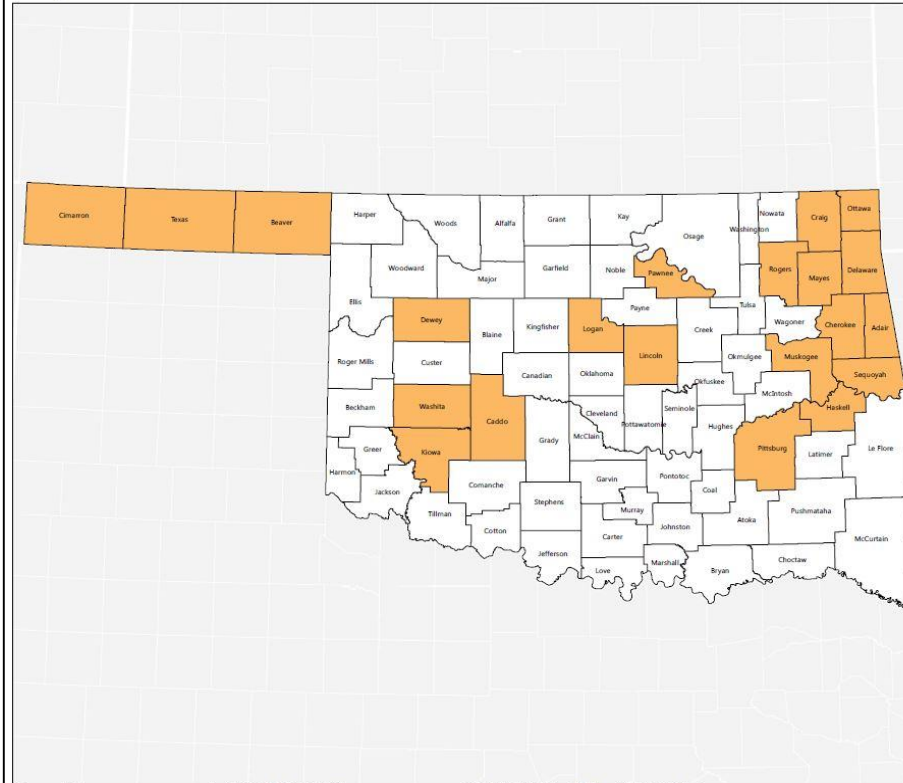 Cimarron
Texas
Beaver
Harper
Woods
Alfalfa
Grant
Kay
Osage
Washington
Nowata
Craig
Ottawa
Woodward
Major
Garfield
Noble
Pawnee
Rogers
Mayes
Delaware
Ellis
Dewey
Blaine
Kingfisher
Logan
Payne
Creek
Tulsa
Wagoner
Cherokee
Adair
Roger Mills
Custer
Canadian
Oklahoma
Lincoln
Okmulgee
Muskogee
Sequoyah
Beckham
Washita
Caddo
Cleveland
Pottawatomie
Seminole
Okfuskee
McIntosh
Haskell
Greer
Kiowa
Grady
McClain
Hughes
Pittsburg
Latimer
Le Flore
Harmon
Jackson
Comanche
Garvin
Pontotoc
Coal
Tillman
Stephens
Murray
Johnston
Atoka
Pushmataha
Cotton
Carter
McCurtain
Jefferson
Love
Marshall
Bryan
Choctaw